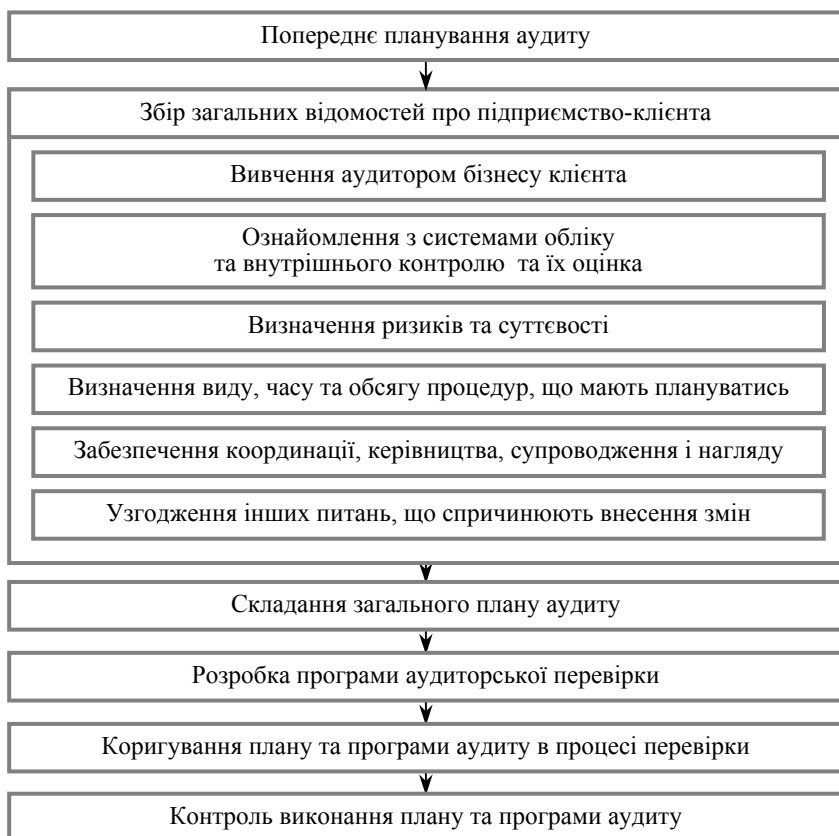 Попереднє планування аудиту
Збір загальних відомостей про підприємство-клієнта
Вивчення аудитором бізнесу клієнта
Ознайомлення з системами обліку
та внутрішнього контролю та їх оцінка
Визначення ризиків та суттєвості
Визначення виду, часу та обсягу процедур, що мають плануватись
Забезпечення координації, керівництва, супроводження і нагляду
Узгодження інших питань, що спричинюють внесення змін
Складання загального плану аудиту
Розробка програми аудиторської перевірки
Коригування плану та програми аудиту в процесі перевірки
Контроль виконання плану та програми аудиту